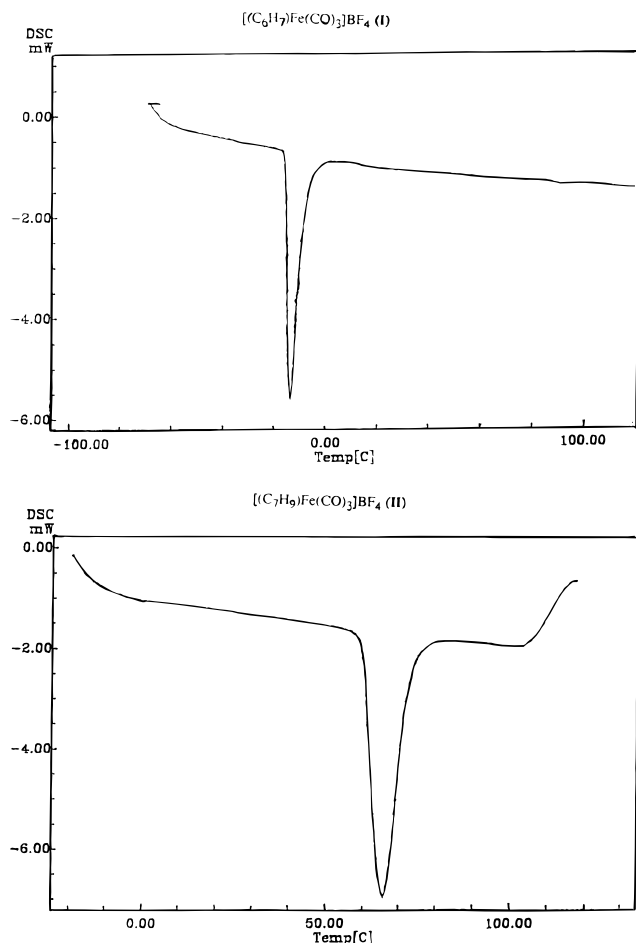 [(C₆H₇)Fe(CO)₃]BF₄ (I)
DSC
mW
0.00
-2.00
-4.00
-6.00
-100.00 0.00 100.00
Temp[C]
[(C₇H₉)Fe(CO)₃]BF₄ (II)
DSC
mW
0.00
-2.00
-4.00
-6.00
0.00 50.00 100.00
Temp[C]